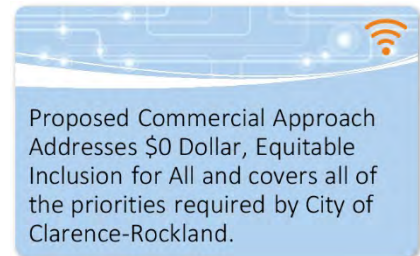 Proposed Commercial Approach
Addresses $0 Dollar, Equitable
Inclusion for All and covers all of
the priorities required by City of
Clarence-Rockland.